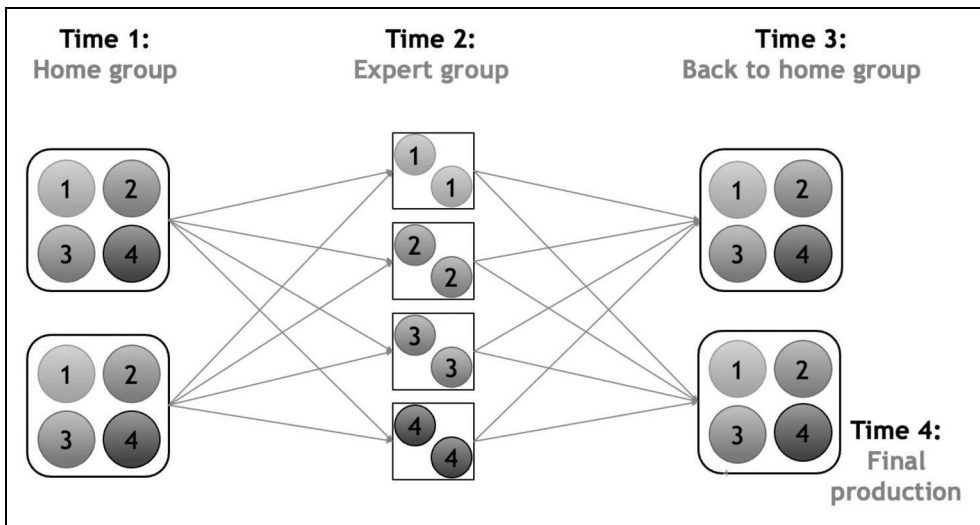 Time 1:
Home group
Time 2:
Expert group
Time 3:
Back to home group
1 2
3 4
1 2
3 4
1
1
2
2
3
3
4
4
1 2
3 4
1 2
3 4
Time 4:
Final
production